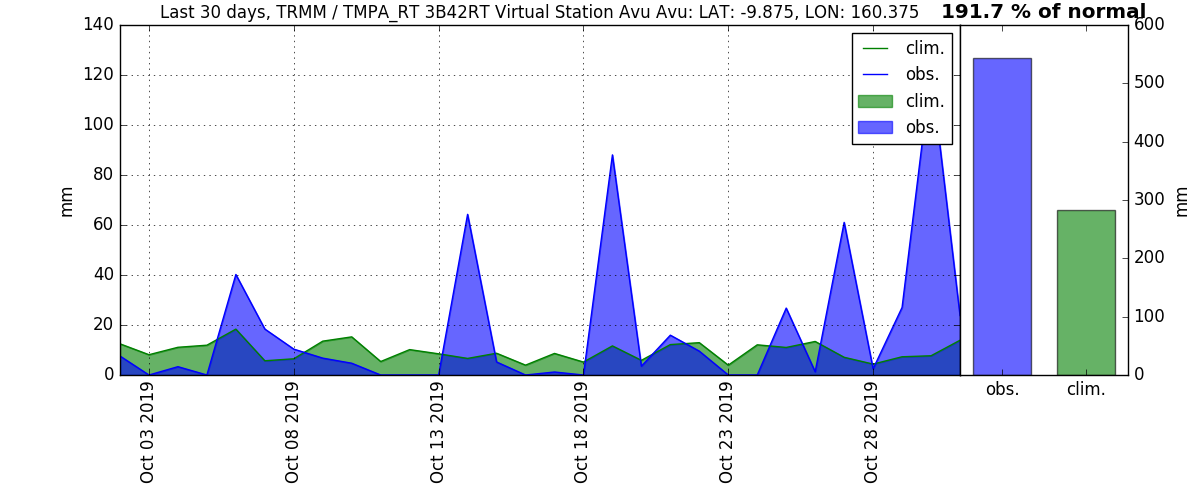 Last 30 days, TRMM / TMPA_RT 3B42RT Virtual Station Avu Avu: LAT: -9.875, LON: 160.375
191.7 % of normal
140
120
100
80
60
40
20
0
mm
clim.
obs.
clim.
obs.
600
500
400
300
200
100
0
mm
Oct 03 2019
Oct 08 2019
Oct 13 2019
Oct 18 2019
Oct 23 2019
Oct 28 2019
obs.
clim.